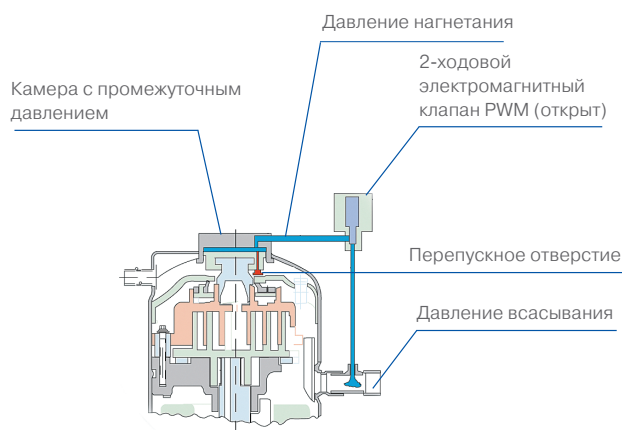 Давление нагнетания
2-ходовой
электромагнитный
клапан PWM (открыт)
Камера с промежуточным
давлением
Перепускное отверстие
Давление всасывания